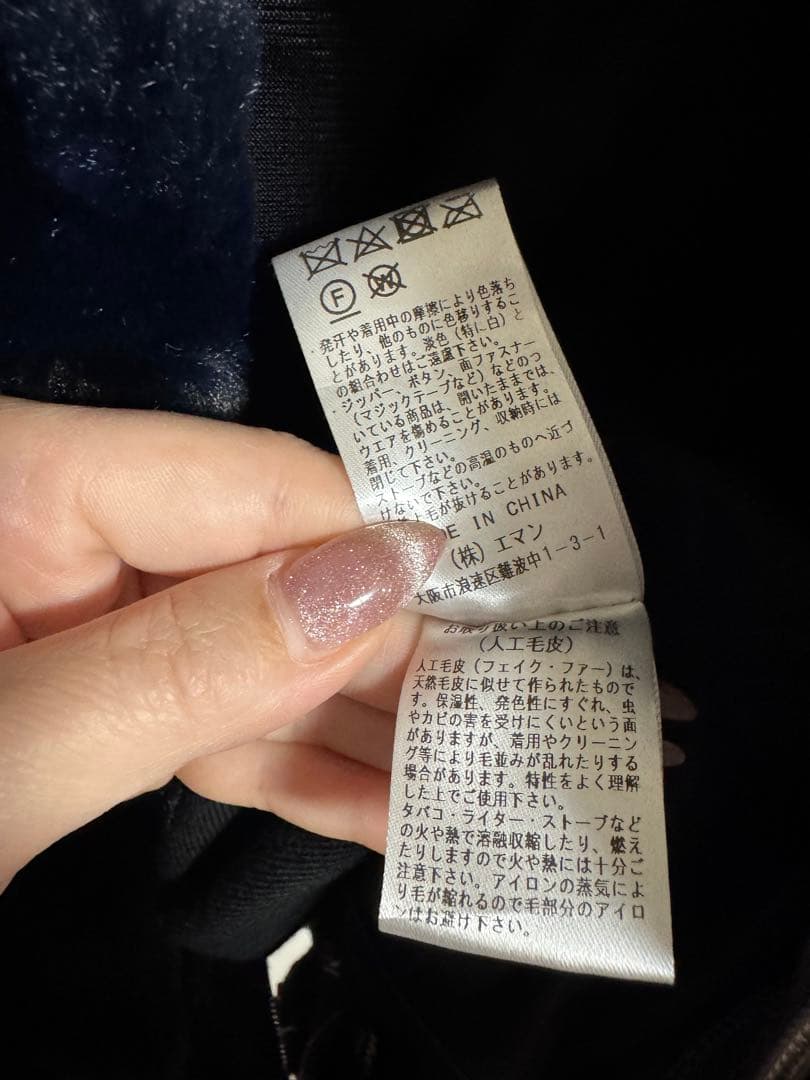 F
W
発汗や着用中の摩擦により色落ち
したり、他のものに色移りするこ
とがあります。淡色（特に白）と
の組合わせはご遠慮下さい。
ジッパー、ボタン、面ファスナー
（マジックテープなど）などのつ
いている商品は、開いたままでは、
ウエアを傷めることがあります。
着用、クリーニング、収納時には
閉じて下さい。
ストーブなどの高温のものへ近づ
けないで下さい。
上毛が抜けることがあります。
E IN CHINA
（株）エマン
大阪市浪速区難波中1-3-1
お取り扱い上のご注意
（人工毛皮）
人工毛皮（フェイク・ファー）は、
天然毛皮に似せて作られたもので
す。保温性、発色性にすぐれ、虫
やカビの害を受けにくいという面
がありますが、着用やクリーニン
グ等により毛並みが乱れたりする
場合があります。特性をよく理解
した上でご使用下さい。
タバコ・ライター・ストーブなど
の火や熱で溶融収縮したり、燃え
たりしますので火や熱には十分ご
注意下さい。アイロンの蒸気によ
り毛が縮れるので毛部分のアイロ
ンはお避け下さい。